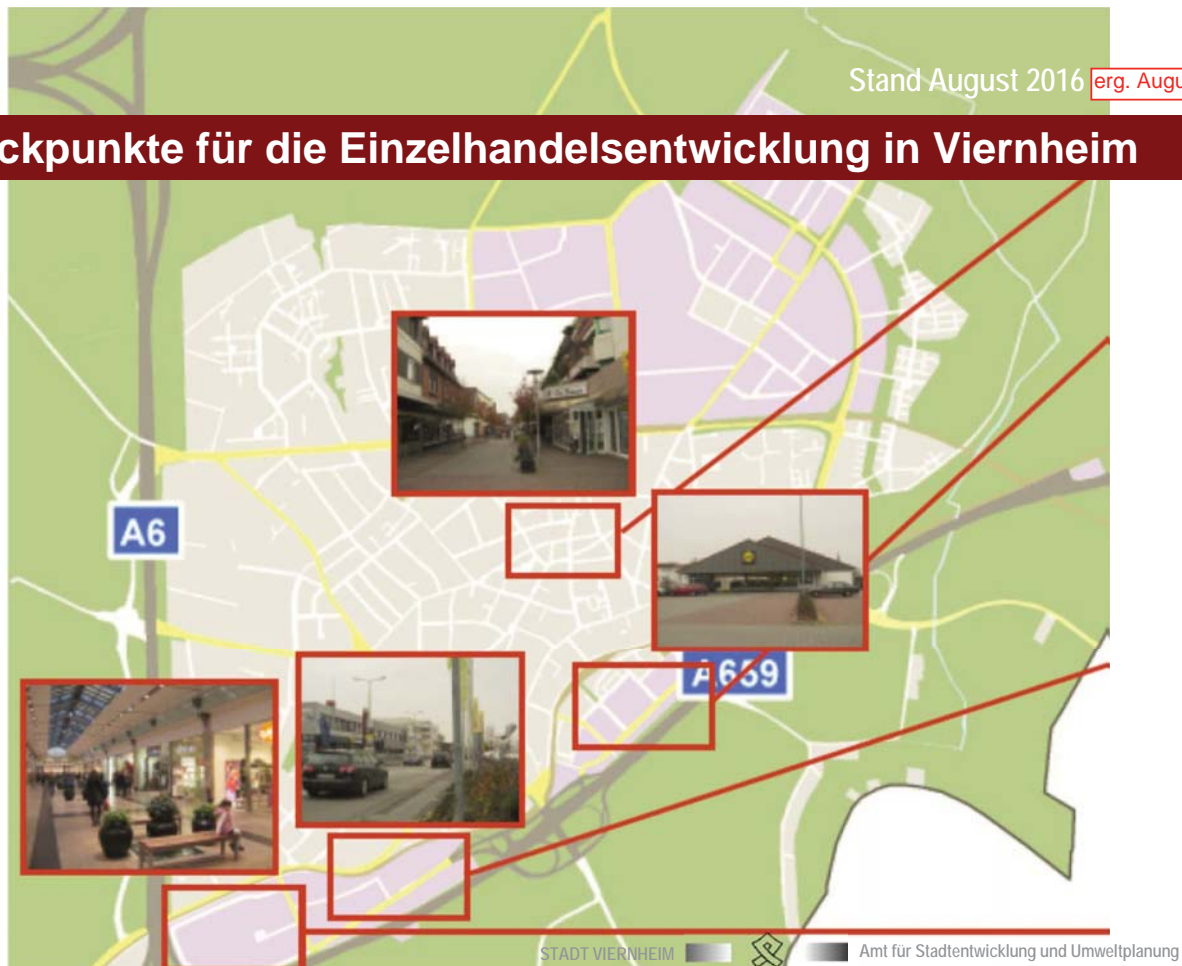 Stand August 2016 erg. Augu
ckpunkte für die Einzelhandelsentwicklung in Viernheim
A6
A659
STADT VIERNHEIM Amt für Stadtentwicklung und Umweltplanung